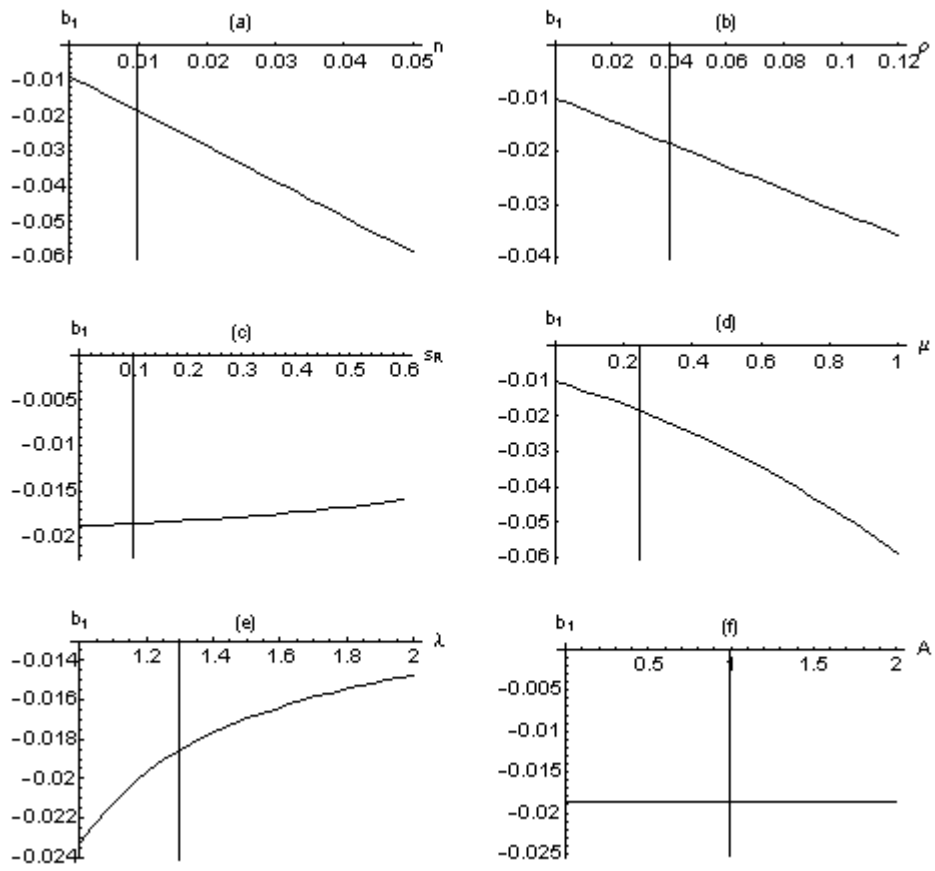 b₁ (a)
n
0.01 0.02 0.03 0.04 0.05
−0.01
−0.02
−0.03
−0.04
−0.05
−0.06
b₁ (b)
ρ
0.02 0.04 0.06 0.08 0.1 0.12
−0.01
−0.02
−0.03
−0.04
b₁ (c)
s_R
0.1 0.2 0.3 0.4 0.5 0.6
−0.005
−0.01
−0.015
−0.02
b₁ (d)
μ
0.2 0.4 0.6 0.8 1
−0.01
−0.02
−0.03
−0.04
−0.05
−0.06
b₁ (e)
λ
1.2 1.4 1.6 1.8 2
−0.014
−0.016
−0.018
−0.02
−0.022
−0.024
b₁ (f)
A
0.5 1 1.5 2
−0.005
−0.01
−0.015
−0.02
−0.025